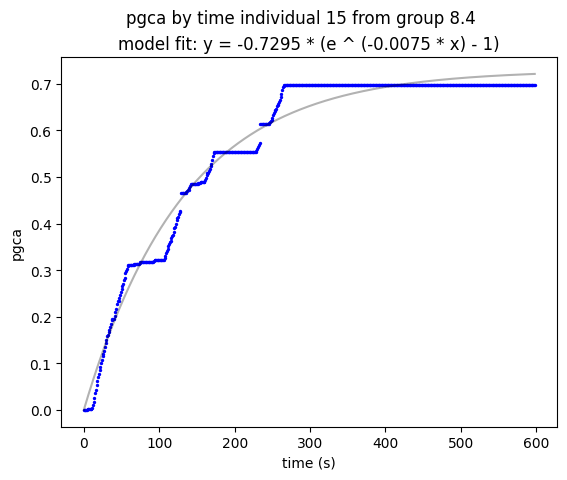 pgca by time individual 15 from group 8.4
model fit: y = -0.7295 * (e ^ (-0.0075 * x) - 1)
0.7
0.6
0.5
0.4
0.3
0.2
0.1
0.0
pgca
0 100 200 300 400 500 600
time (s)